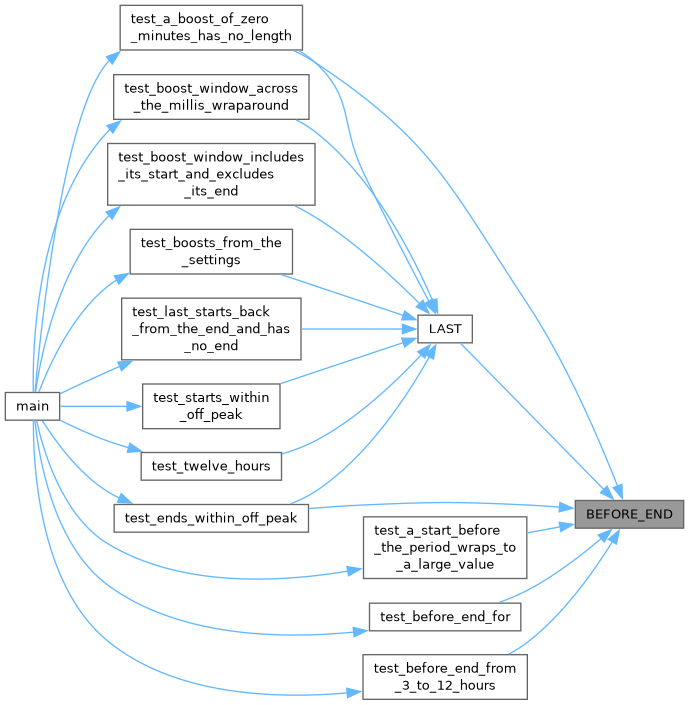 test_a_boost_of_zero
_minutes_has_no_length
test_boost_window_across
_the_millis_wraparound
test_boost_window_includes
_its_start_and_excludes
_its_end
test_boosts_from_the
_settings
test_last_starts_back
_from_the_end_and_has
_no_end
LAST
main
test_starts_within
_off_peak
test_twelve_hours
test_ends_within_off_peak
BEFORE_END
test_a_start_before
_the_period_wraps_to
_a_large_value
test_before_end_for
test_before_end_from
_3_to_12_hours